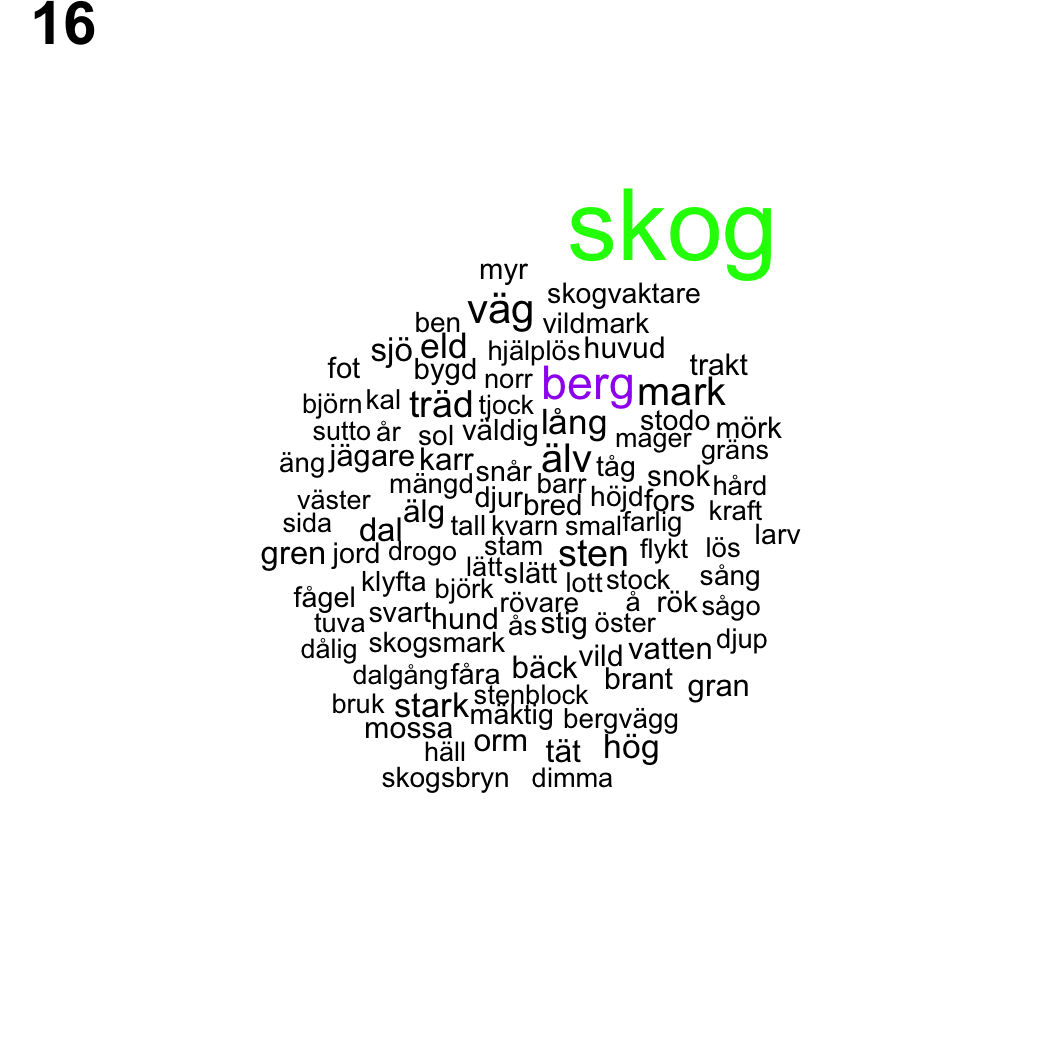 16
skog
myr
skogvaktare
väg
ben vildmark
sjö eld hjälplös huvud
fot bygd norr berg trakt
björn kal träd tjock mark
sutto år sol väldig lång stodo mörk
mager gräns
äng jägare karr snår älv tåg snok
mängd djur barr höjd fors hård
väster älg bred kraft
sida dal tall kvarn smal farlig larv
gren jord drogo stam sten flykt lös
klyfta lätt slätt lott stock sång
fågel björk rövare å rök sågo
tuva svart hund ås stig öster
dålig skogsmark vild vatten djup
dalgång fåra bäck brant gran
bruk stark stenblock
mossa mäktig bergvägg
häll orm tät hög
skogsbryn dimma